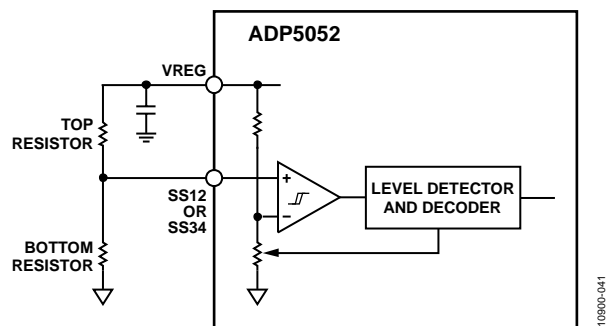 ADP5052
VREG
TOP
RESISTOR
SS12
OR
SS34
+
−
LEVEL DETECTOR
AND DECODER
BOTTOM
RESISTOR
10900-041